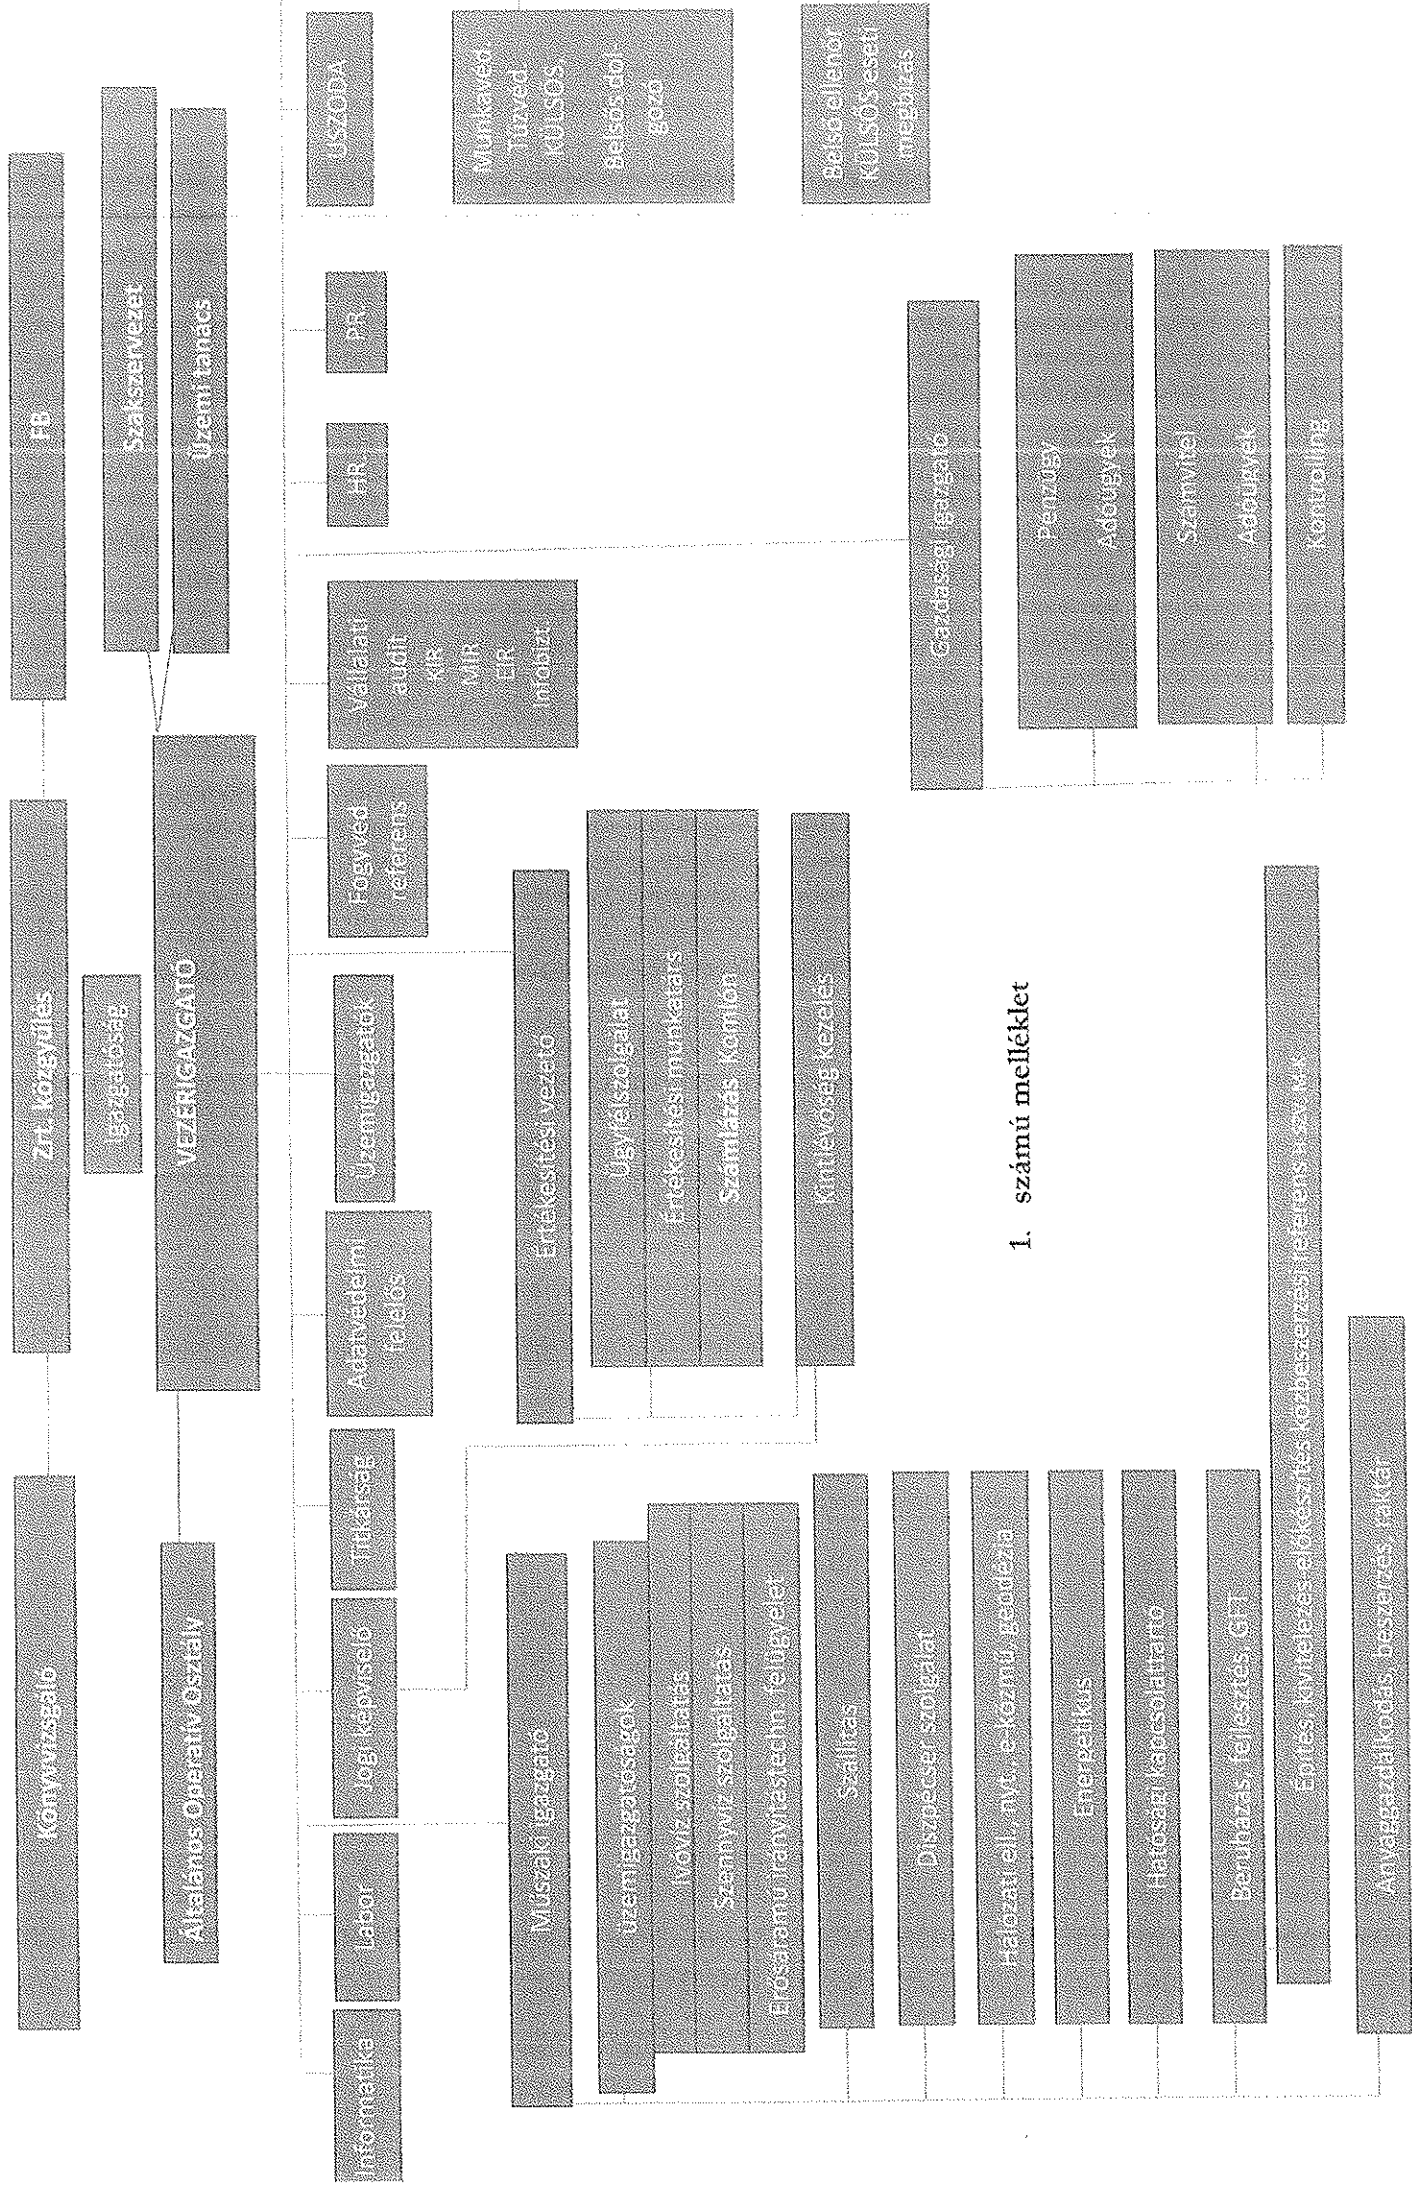 Könyvvizsgáló
Zrt. közgyűlés
FB
Igazgatóság
Szakszervezet
Üzemi tanács
Általános Operatív Osztály
VEZÉRIGAZGATÓ
Informatika
Labor
Jogi képviselő
Titkárság
Adatvédelmi
felelős
Üzemigazgatók
Fogyvéd
referens
Vállalati
audit
KIR
MIR
EIR
Infobizt.
HR
PR
USZODA
Munkavéd
Tűzvéd
KÜLSŐS
Belsős dol
gozó
Belső ellenőr
KÜLSŐS eseti
megbízás
Műszaki igazgató
üzemigazgatóságok
Ivóvíz szolgáltatás
Szennyvíz szolgáltatás
Erősáramú irányítástechn. felügyelet
Szállítás
Diszpécser szolgálat
Hálózati ell. nyt. e-közmű geodézia
Energetikus
Hatósági kapcsolattartó
Beruházás, fejlesztés, GFT
Építés, kivitelezés előkészítés közbeszerzési referens
Anyaggazdálkodás, beszerzés raktár
Értékesítési vezető
Ügyfélszolgálat
Értékesítési munkatárs
Számlázás Komlón
Kintlévőség kezelés
Gazdasági igazgató
Pénzügy
Adóügyek
Számvitel
Adóügyek
Kontrolling
1. számú melléklet